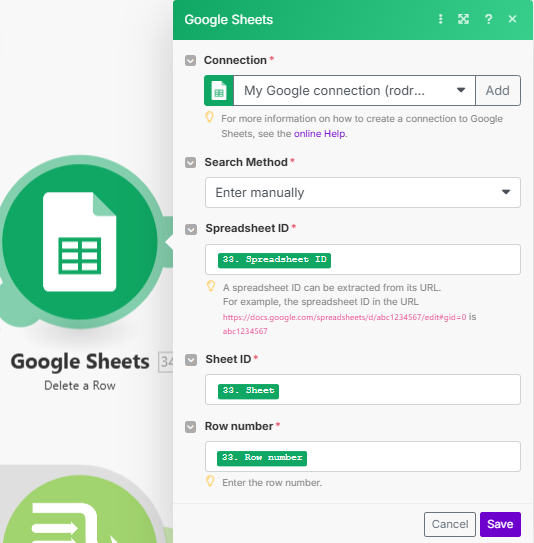 Google Sheets
?
Connection *
My Google connection (rodr...
Add
For more information on how to create a connection to Google
Sheets, see the online Help.
Search Method *
Enter manually
Spreadsheet ID *
33. Spreadsheet ID
A spreadsheet ID can be extracted from its URL.
For example, the spreadsheet ID in the URL
https://docs.google.com/spreadsheets/d/abc1234567/edit#gid=0 is
abc1234567
Google Sheets 34
Delete a Row
Sheet ID *
33. Sheet
Row number *
33. Row number
Enter the row number.
Cancel
Save